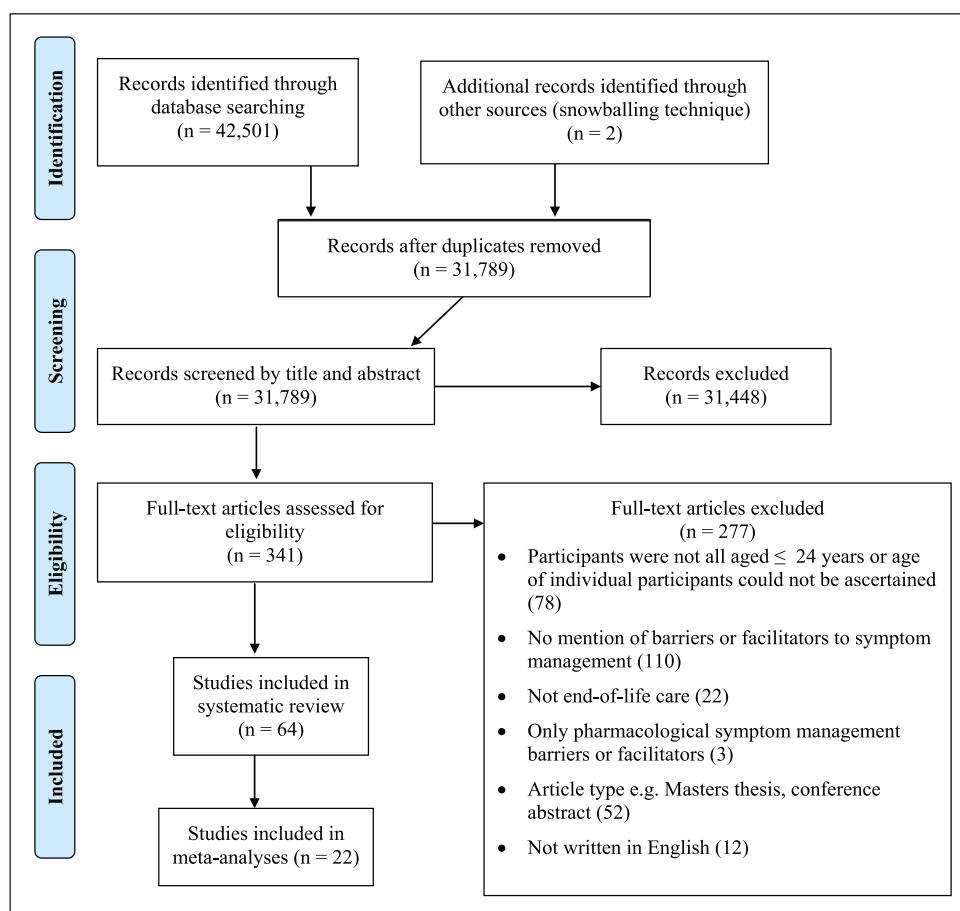 Identification
Records identified through
database searching
(n = 42,501)
Additional records identified through
other sources (snowballing technique)
(n = 2)
Records after duplicates removed
(n = 31,789)
Screening
Records screened by title and abstract
(n = 31,789)
Records excluded
(n = 31,448)
Eligibility
Full-text articles assessed for
eligibility
n = 341)
Full-text articles excluded
(n = 277)
• Participants were not all aged ≤ 24 years or age
of individual participants could not be ascertained
(78)
• No mention of barriers or facilitators to symptom
management (110)
• Not end-of-life care (22)
• Only pharmacological symptom management
barriers or facilitators (3)
• Article type e.g. Masters thesis, conference
abstract (52)
• Not written in English (12)
Included
Studies included in
systematic review
(n = 64)
Studies included in
meta-analyses (n = 22)